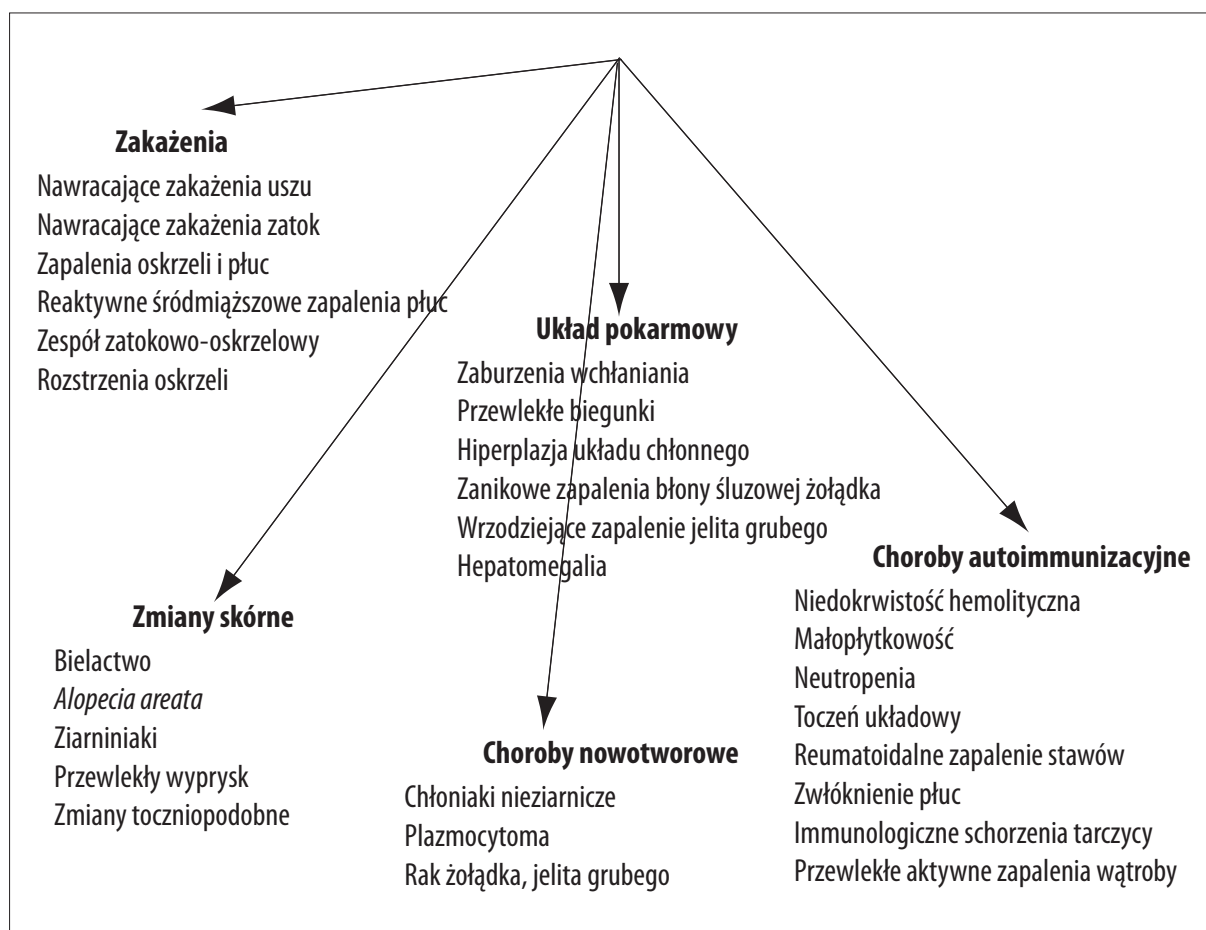 Zakażenia
Nawracające zakażenia uszu
Nawracające zakażenia zatok
Zapalenia oskrzeli i płuc
Reaktywne śródmiąższowe zapalenia płuc
Zespół zatokowo-oskrzelowy
Rozstrzenia oskrzeli
Układ pokarmowy
Zaburzenia wchłaniania
Przewlekłe biegunki
Hiperplazja układu chłonnego
Zanikowe zapalenia błony śluzowej żołądka
Wrzodziejące zapalenie jelita grubego
Hepatomegalia
Choroby autoimmunizacyjne
Niedokrwistość hemolityczna
Małopłytkowość
Neutropenia
Toczeń układowy
Reumatoidalne zapalenie stawów
Zwłóknienie płuc
Immunologiczne schorzenia tarczycy
Przewlekłe aktywne zapalenia wątroby
Zmiany skórne
Bielactwo
Alopecia areata
Ziarniniaki
Przewlekły wyprysk
Zmiany toczniopodobne
Choroby nowotworowe
Chłoniaki nieziarnicze
Plazmocytoma
Rak żołądka, jelita grubego